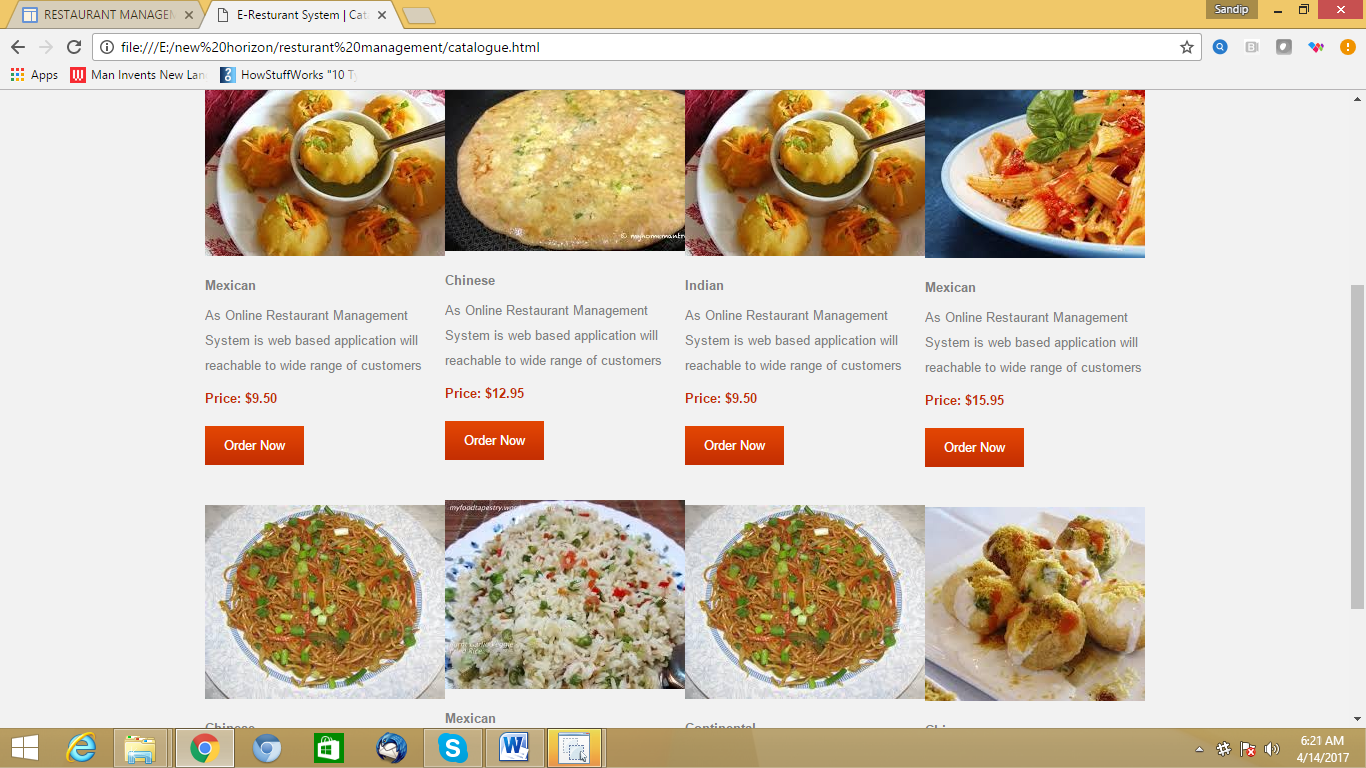 RESTAURANT MANAGEM
E-Resturant System | Cat
Sandip
file:///E:/new%20horizon/resturant%20management/catalogue.html
Apps
Man Invents New Lan
HowStuffWorks "10 Ty
Mexican
As Online Restaurant Management
System is web based application will
reachable to wide range of customers
Price: $9.50
Order Now
© myhomemantra
Chinese
As Online Restaurant Management
System is web based application will
reachable to wide range of customers
Price: $12.95
Order Now
Indian
As Online Restaurant Management
System is web based application will
reachable to wide range of customers
Price: $9.50
Order Now
Mexican
As Online Restaurant Management
System is web based application will
reachable to wide range of customers
Price: $15.95
Order Now
Chinese
myfoodtapestry.wor
Mexican
Continental
6:21 AM
4/14/2017